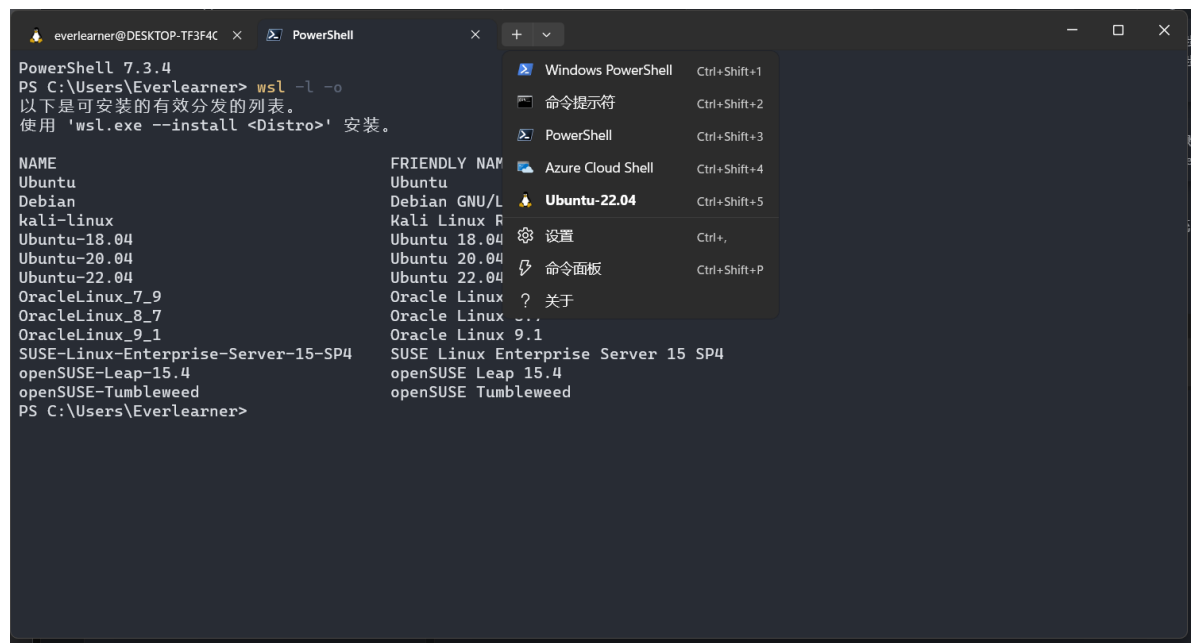 everlearner@DESKTOP-TF3F4C
PowerShell
PowerShell 7.3.4
PS C:\Users\Everlearner> wsl -l -o
以下是可安装的有效分发的列表。
使用 'wsl.exe --install <Distro>' 安装。
NAME FRIENDLY NAM
Ubuntu Ubuntu
Debian Debian GNU/L
kali-linux Kali Linux R
Ubuntu-18.04 Ubuntu 18.04
Ubuntu-20.04 Ubuntu 20.04
Ubuntu-22.04 Ubuntu 22.04
OracleLinux_7_9 Oracle Linux
OracleLinux_8_7 Oracle Linux
OracleLinux_9_1 Oracle Linux 9.1
SUSE-Linux-Enterprise-Server-15-SP4 SUSE Linux Enterprise Server 15 SP4
openSUSE-Leap-15.4 openSUSE Leap 15.4
openSUSE-Tumbleweed openSUSE Tumbleweed
PS C:\Users\Everlearner>
Windows PowerShell Ctrl+Shift+1
命令提示符 Ctrl+Shift+2
PowerShell Ctrl+Shift+3
Azure Cloud Shell Ctrl+Shift+4
Ubuntu-22.04 Ctrl+Shift+5
设置 Ctrl+,
命令面板 Ctrl+Shift+P
关于